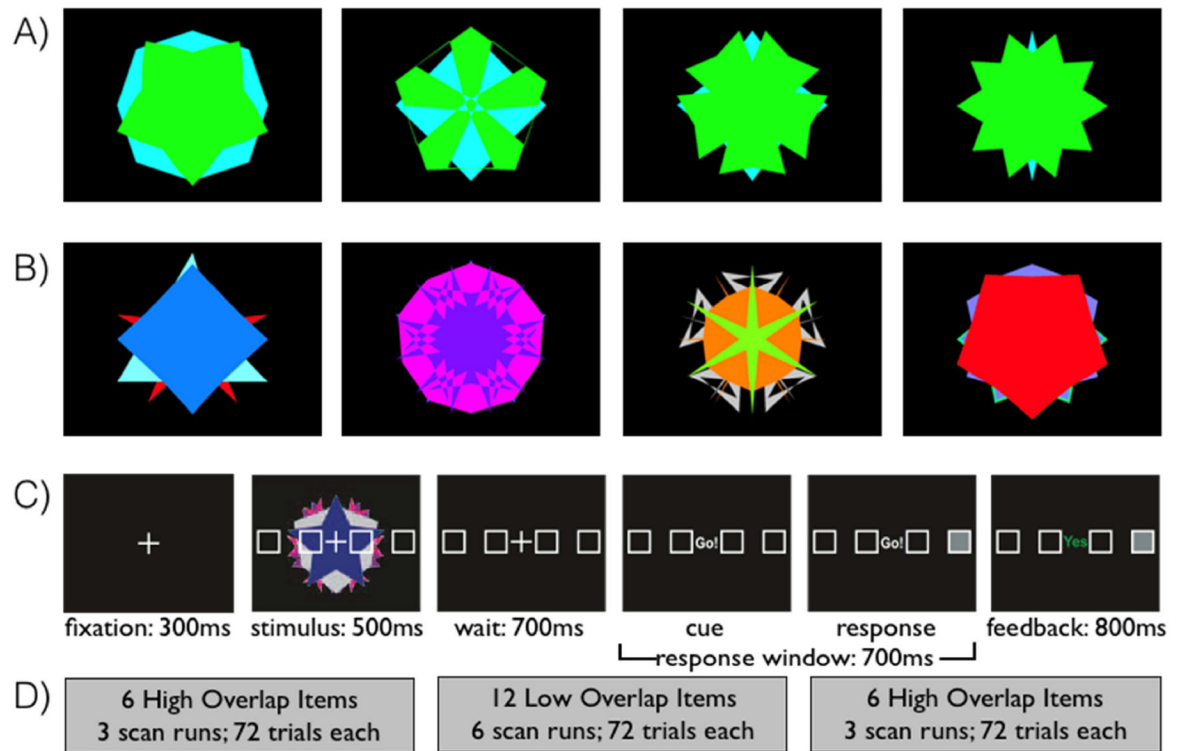 A)
B)
C)
Go!
Go!
Yes
fixation: 300ms
stimulus: 500ms
wait: 700ms
cue
response
feedback: 800ms
response window: 700ms
D)
6 High Overlap Items
3 scan runs; 72 trials each
12 Low Overlap Items
6 scan runs; 72 trials each
6 High Overlap Items
3 scan runs; 72 trials each